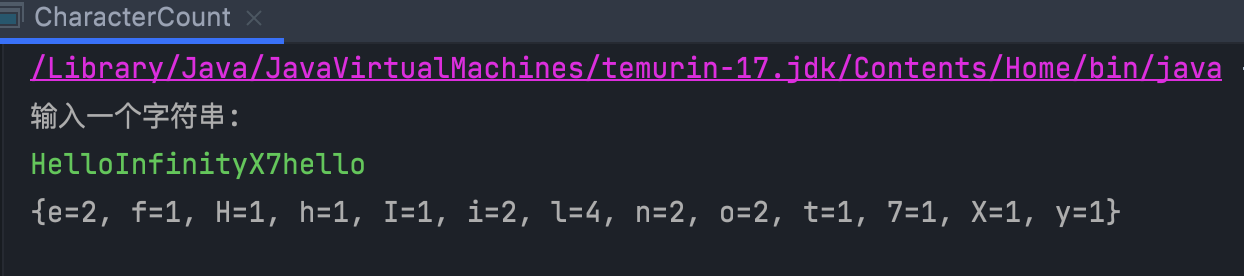 CharacterCount
/Library/Java/JavaVirtualMachines/temurin-17.jdk/Contents/Home/bin/java
输入一个字符串:
HelloInfinityX7hello
{e=2, f=1, H=1, h=1, I=1, i=2, l=4, n=2, o=2, t=1, 7=1, X=1, y=1}